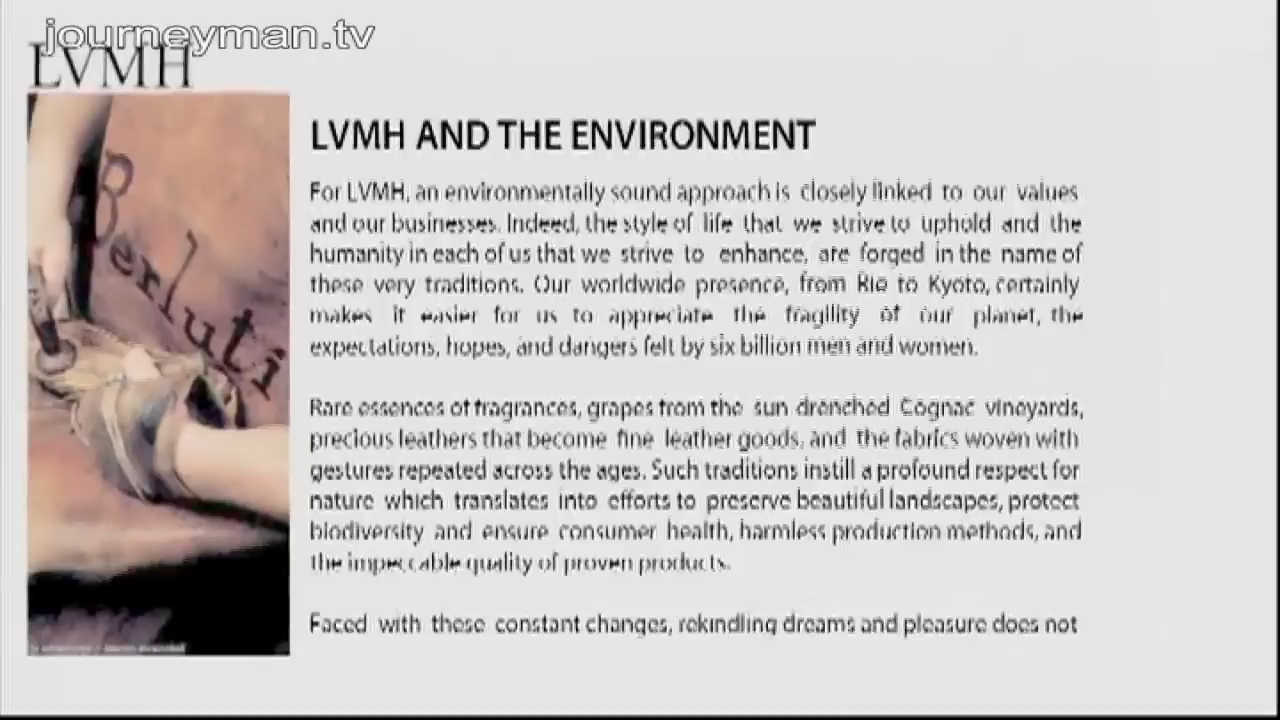 journeyman.tv
LVMH
Berluti
LVMH AND THE ENVIRONMENT
For LVMH, an environmentally sound approach is closely linked to our values
and our businesses. Indeed, the style of life that we strive to uphold and the
humanity in each of us that we strive to enhance, are forged in the name of
these very traditions. Our worldwide presence, from Rio to Kyoto, certainly
makes it easier for us to appreciate the fragility of our planet, the
expectations, hopes, and dangers felt by six billion men and women.
Rare essences of fragrances, grapes from the sun drenched Cognac vineyards,
precious leathers that become fine leather goods, and the fabrics woven with
gestures repeated across the ages. Such traditions instill a profound respect for
nature which translates into efforts to preserve beautiful landscapes, protect
biodiversity and ensure consumer health, harmless production methods, and
the impeccable quality of proven products.
Faced with these constant changes, rekindling dreams and pleasure does not